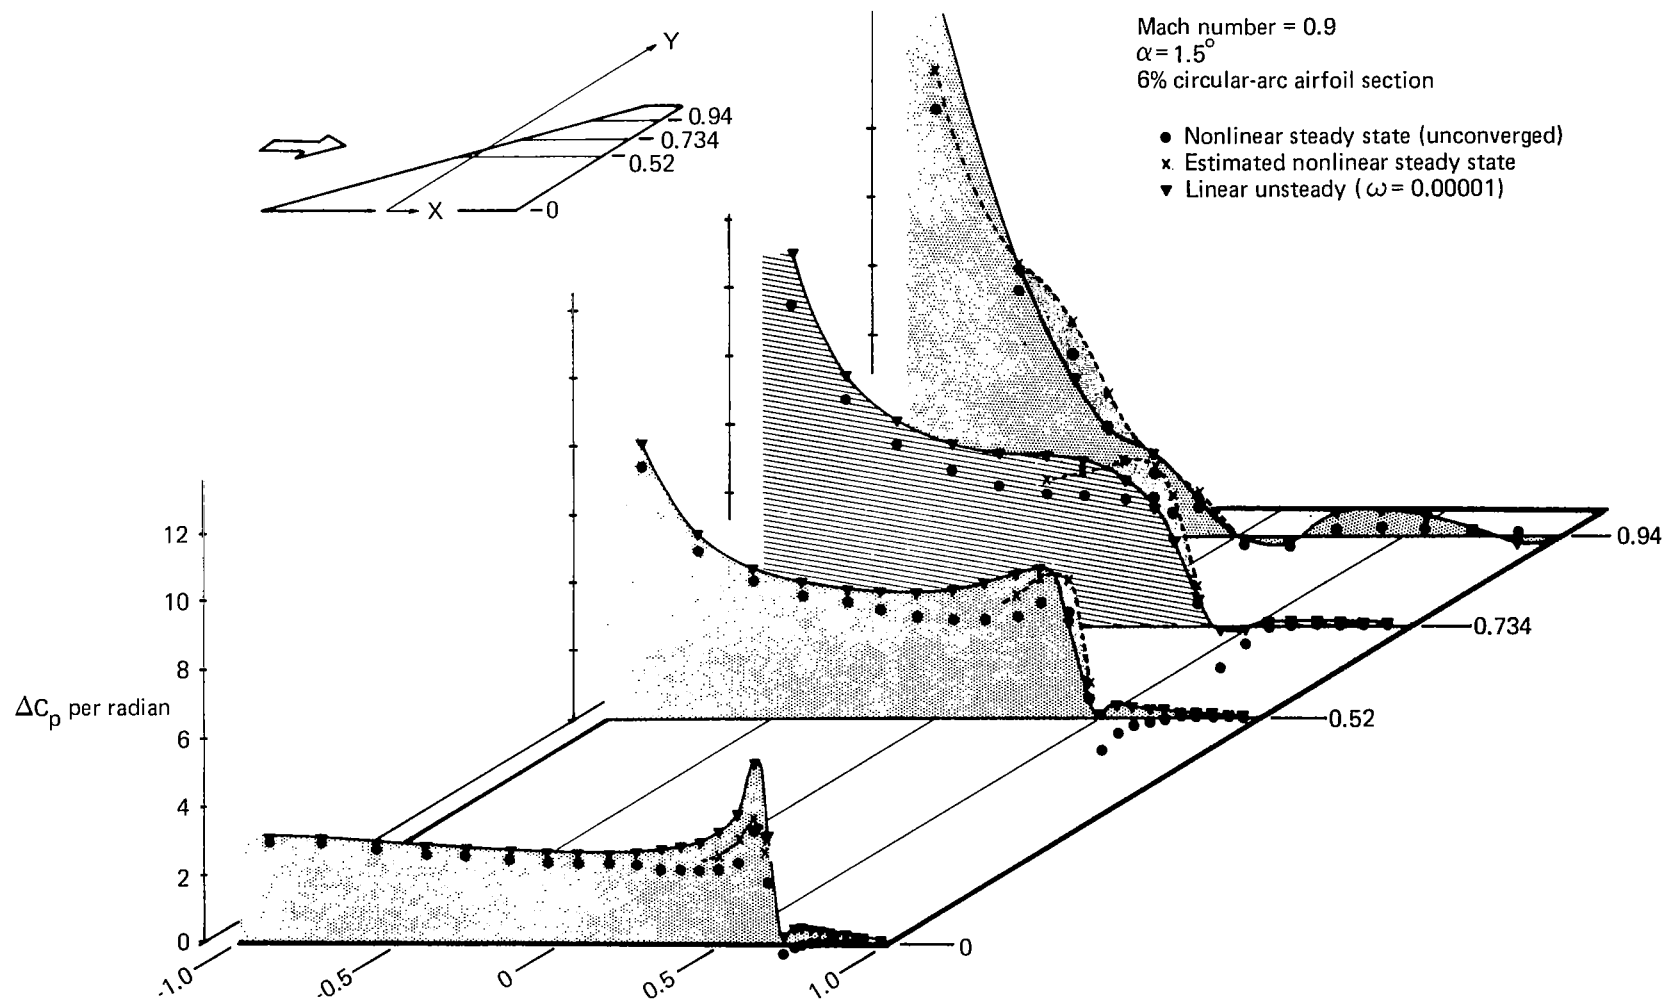 Mach number = 0.9
α = 1.5°
6% circular-arc airfoil section
● Nonlinear steady state (unconverged)
x Estimated nonlinear steady state
▼ Linear unsteady (ω = 0.00001)
Y
0.94
0.734
0.52
X
0
12
10
8
ΔCp per radian
6
4
2
0
-1.0
-0.5
0
0.5
1.0
0.94
0.734
0.52
0